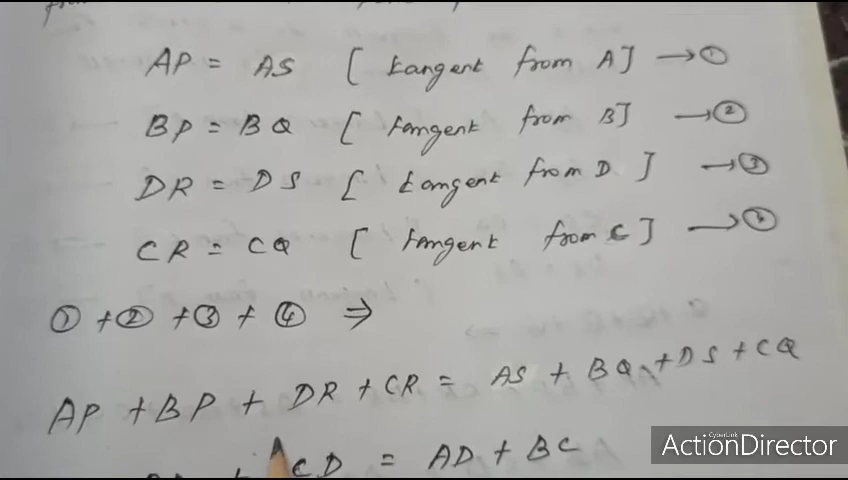 AP = AS [ tangent from A ] → ①
BP = BQ [ tangent from B ] → ②
DR = DS [ tangent from D ] → ③
CR = CQ [ tangent from C ] →
① + ② + ③ + ④ ⇒
AP + BP + DR + CR = AS + BQ + DS + CQ
+ CD = AD + BC
CyberLink
ActionDirector